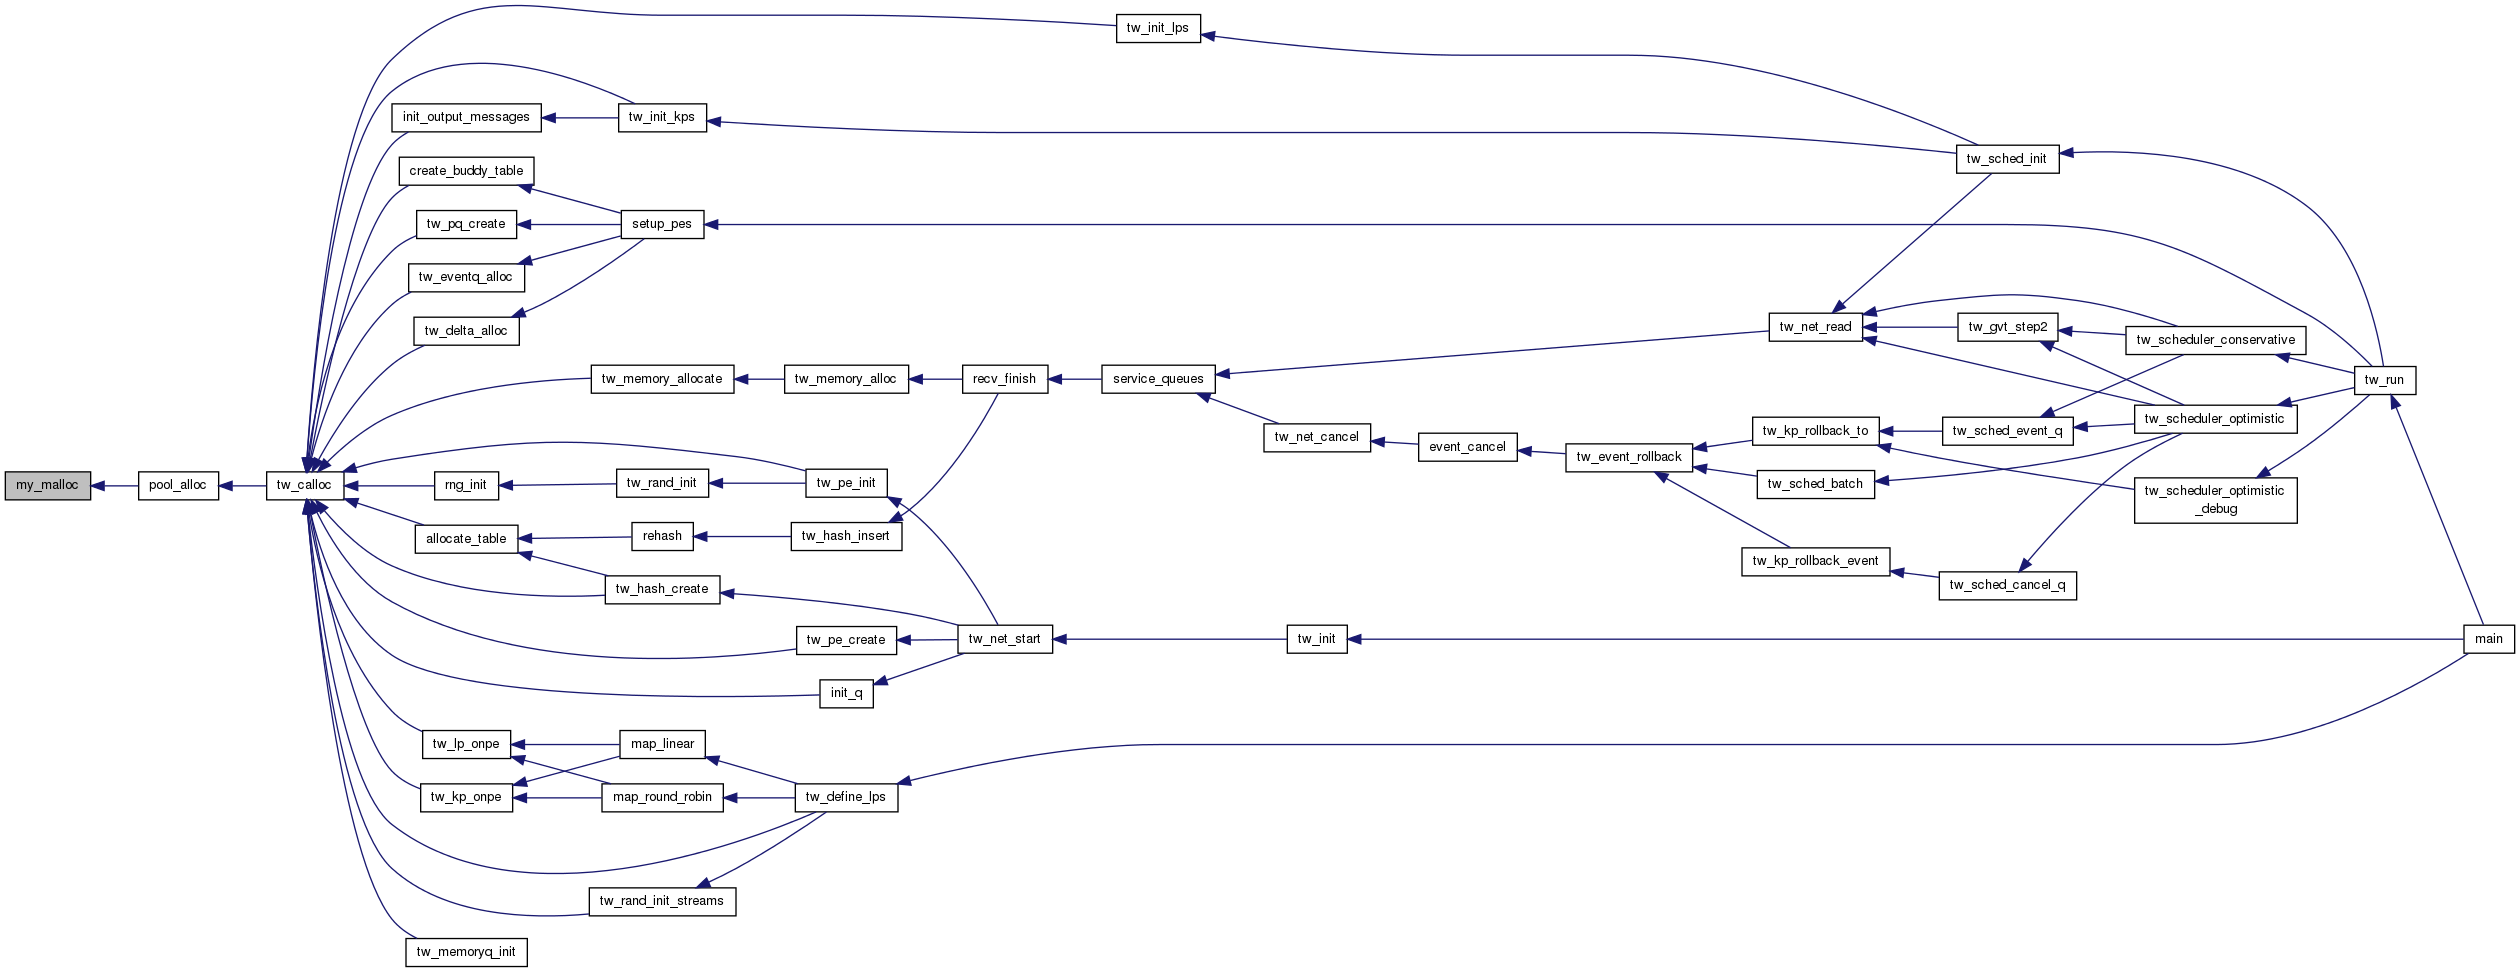 tw_init_lps
init_output_messages
tw_init_kps
create_buddy_table
tw_sched_init
tw_pq_create
setup_pes
tw_eventq_alloc
tw_delta_alloc
tw_net_read
tw_gvt_step2
tw_scheduler_conservative
tw_memory_allocate
tw_memory_alloc
recv_finish
service_queues
tw_run
tw_net_cancel
event_cancel
tw_event_rollback
tw_kp_rollback_to
tw_sched_event_q
tw_scheduler_optimistic
my_malloc
pool_alloc
tw_calloc
rng_init
tw_rand_init
tw_pe_init
tw_sched_batch
tw_scheduler_optimistic
_debug
allocate_table
rehash
tw_hash_insert
tw_kp_rollback_event
tw_sched_cancel_q
tw_hash_create
tw_pe_create
tw_net_start
tw_init
main
init_q
tw_lp_onpe
map_linear
tw_kp_onpe
map_round_robin
tw_define_lps
tw_rand_init_streams
tw_memoryq_init